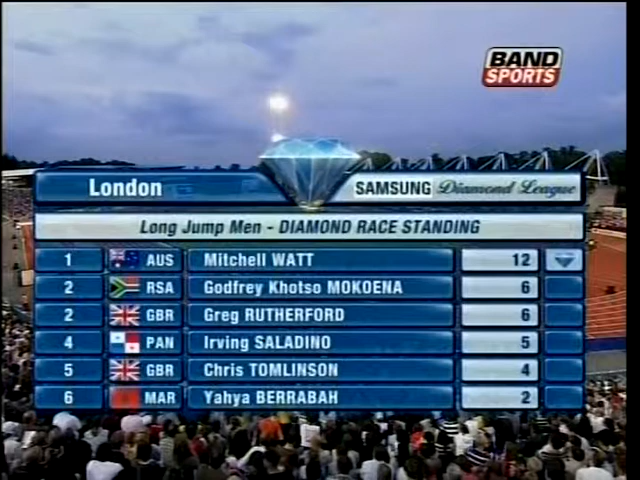 BAND
SPORTS
London SAMSUNG Diamond League
Long Jump Men - DIAMOND RACE STANDING
1 AUS Mitchell WATT 12
2 RSA Godfrey Khotso MOKOENA 6
2 GBR Greg RUTHERFORD 6
4 PAN Irving SALADINO 5
5 GBR Chris TOMLINSON 4
6 MAR Yahya BERRABAH 2